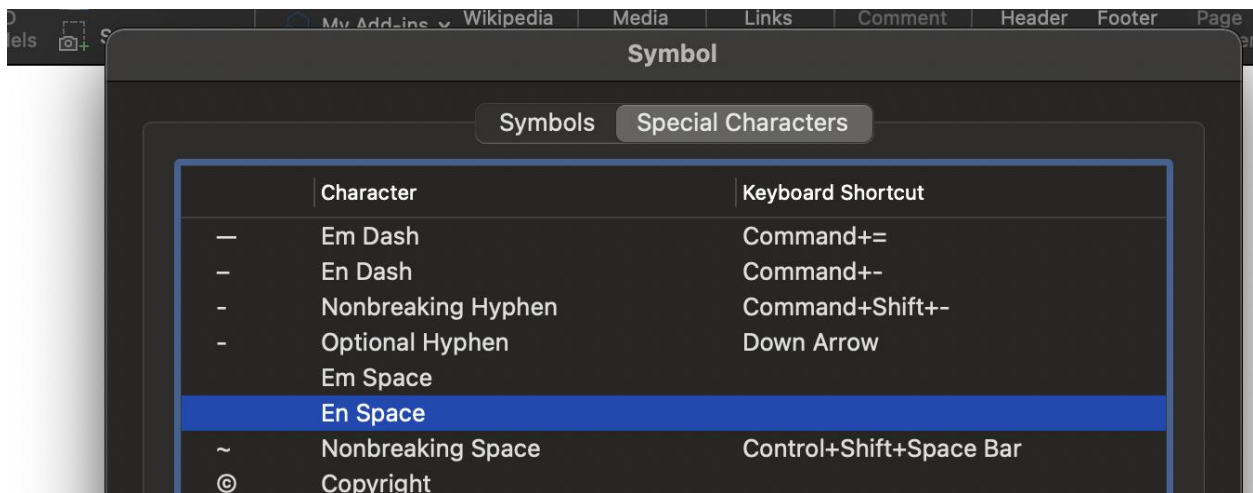 My Add-ins Wikipedia Media Links Comment Header Footer Page
Symbol
Symbols Special Characters
Character Keyboard Shortcut
— Em Dash Command+=
– En Dash Command+-
- Nonbreaking Hyphen Command+Shift+-
- Optional Hyphen Down Arrow
Em Space
En Space
~ Nonbreaking Space Control+Shift+Space Bar
© Copyright